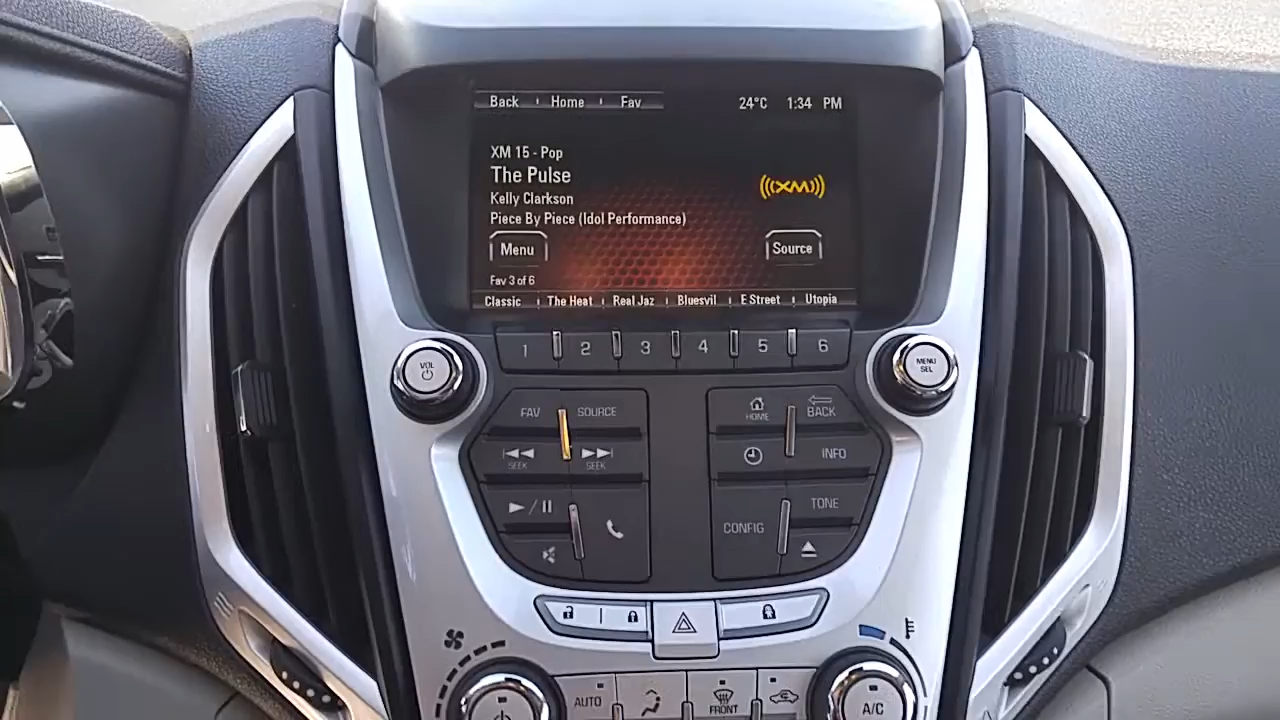 Back Home Fav 24°C 1:34 PM
XM 15 - Pop
The Pulse
((XM))
Kelly Clarkson
Piece By Piece (Idol Performance)
Menu Source
Fav 3 of 6
Classic The Heat Real Jaz Bluesvil E Street Utopia
1 2 3 4 5 6
VOL
MENU
SEL
FAV SOURCE HOME BACK
SEEK SEEK INFO
TONE
CONFIG
AUTO FRONT A/C